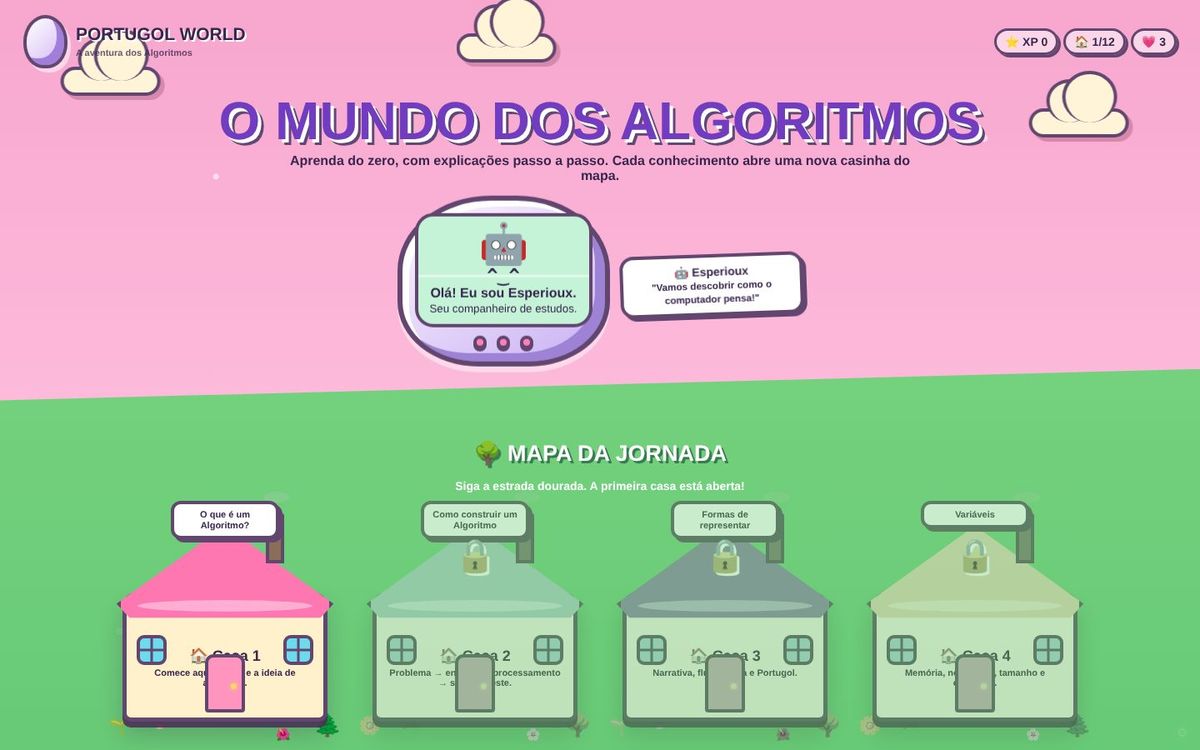 PORTUGOL WORLD
A aventura dos Algoritmos
XP 0
1/12
3
O MUNDO DOS ALGORITMOS
Aprenda do zero, com explicações passo a passo. Cada conhecimento abre uma nova casinha do
mapa.
Olá! Eu sou Esperioux.
Seu companheiro de estudos.
Esperioux
"Vamos descobrir como o
computador pensa!"
MAPA DA JORNADA
Siga a estrada dourada. A primeira casa está aberta!
O que é um
Algoritmo?
Como construir um
Algoritmo
Formas de
representar
Variáveis
Casa 1
Comece e a ideia de
Casa 2
Problema → processamento
→
Casa 3
Narrativa, e Portugol.
Casa 4
Memória, tamanho e